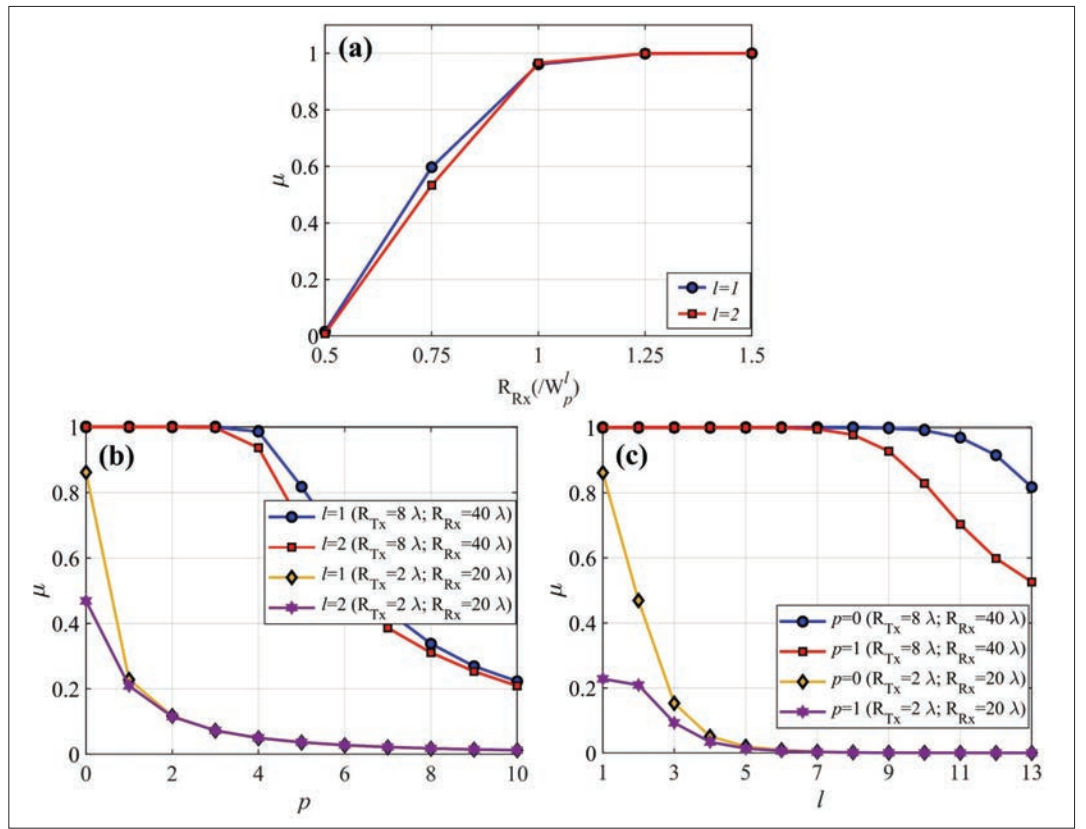 (a)
1
0.8
0.6
0.4
0.2
0
μ
l=1
l=2
0.5 0.75 1 1.25 1.5
R_Rx(/W_p^l)
(b)
1
0.8
0.6
0.4
0.2
0
μ
l=1 (R_Tx=8 λ; R_Rx=40 λ)
l=2 (R_Tx=8 λ; R_Rx=40 λ)
l=1 (R_Tx=2 λ; R_Rx=20 λ)
l=2 (R_Tx=2 λ; R_Rx=20 λ)
0 2 4 6 8 10
p
(c)
1
0.8
0.6
0.4
0.2
0
μ
p=0 (R_Tx=8 λ; R_Rx=40 λ)
p=1 (R_Tx=8 λ; R_Rx=40 λ)
p=0 (R_Tx=2 λ; R_Rx=20 λ)
p=1 (R_Tx=2 λ; R_Rx=20 λ)
1 3 5 7 9 11 13
l